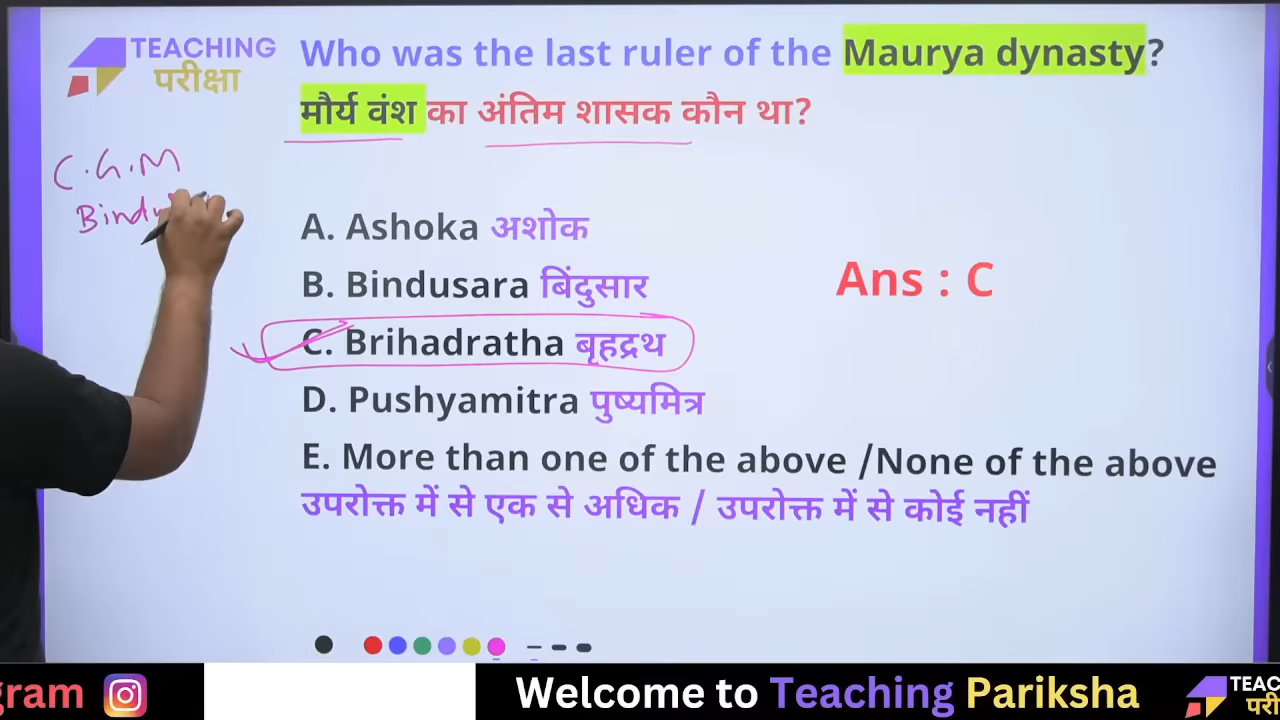 TEACHING
परीक्षा
Who was the last ruler of the Maurya dynasty?
मौर्य वंश का अंतिम शासक कौन था?
C.G.M
A. Ashoka अशोक
B. Bindusara बिंदुसार
Ans : C
C. Brihadratha बृहद्रथ
D. Pushyamitra पुष्यमित्र
E. More than one of the above /None of the above
उपरोक्त में से एक से अधिक / उपरोक्त में से कोई नहीं
gram
Welcome to Teaching Pariksha